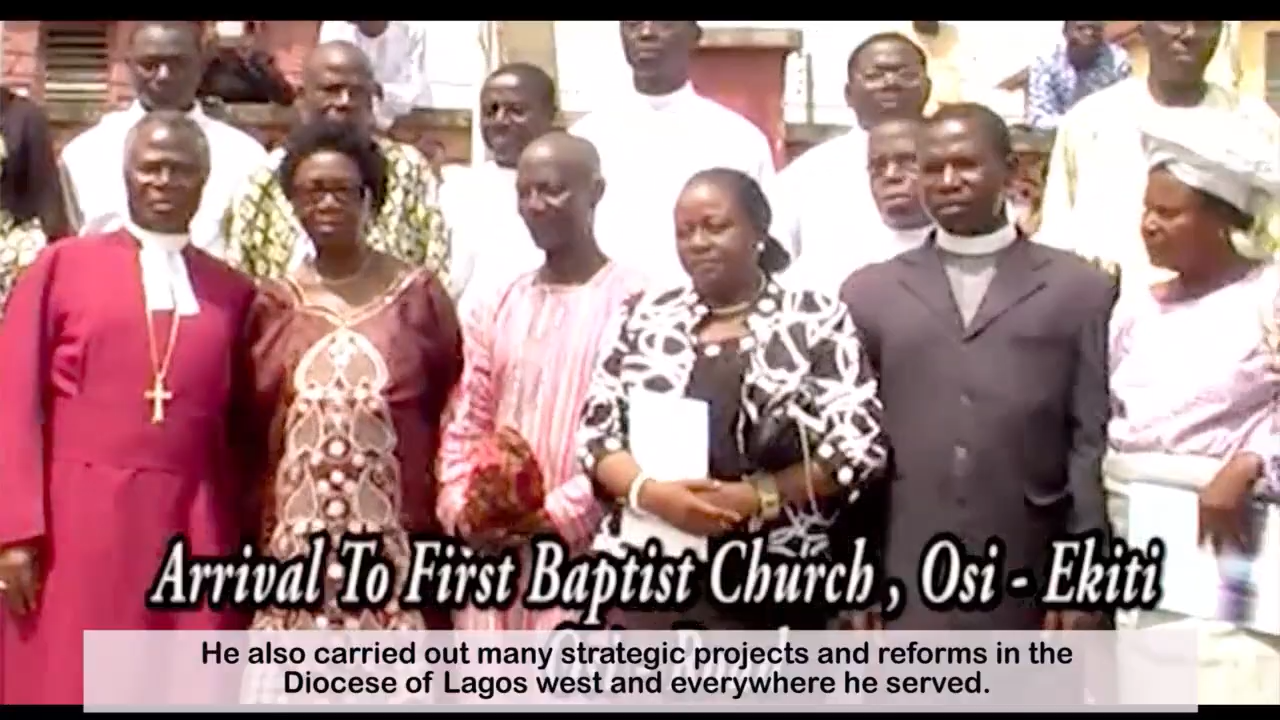 Arrival To First Baptist Church , Osi - Ekiti
He also carried out many strategic projects and reforms in the
Diocese of Lagos west and everywhere he served.